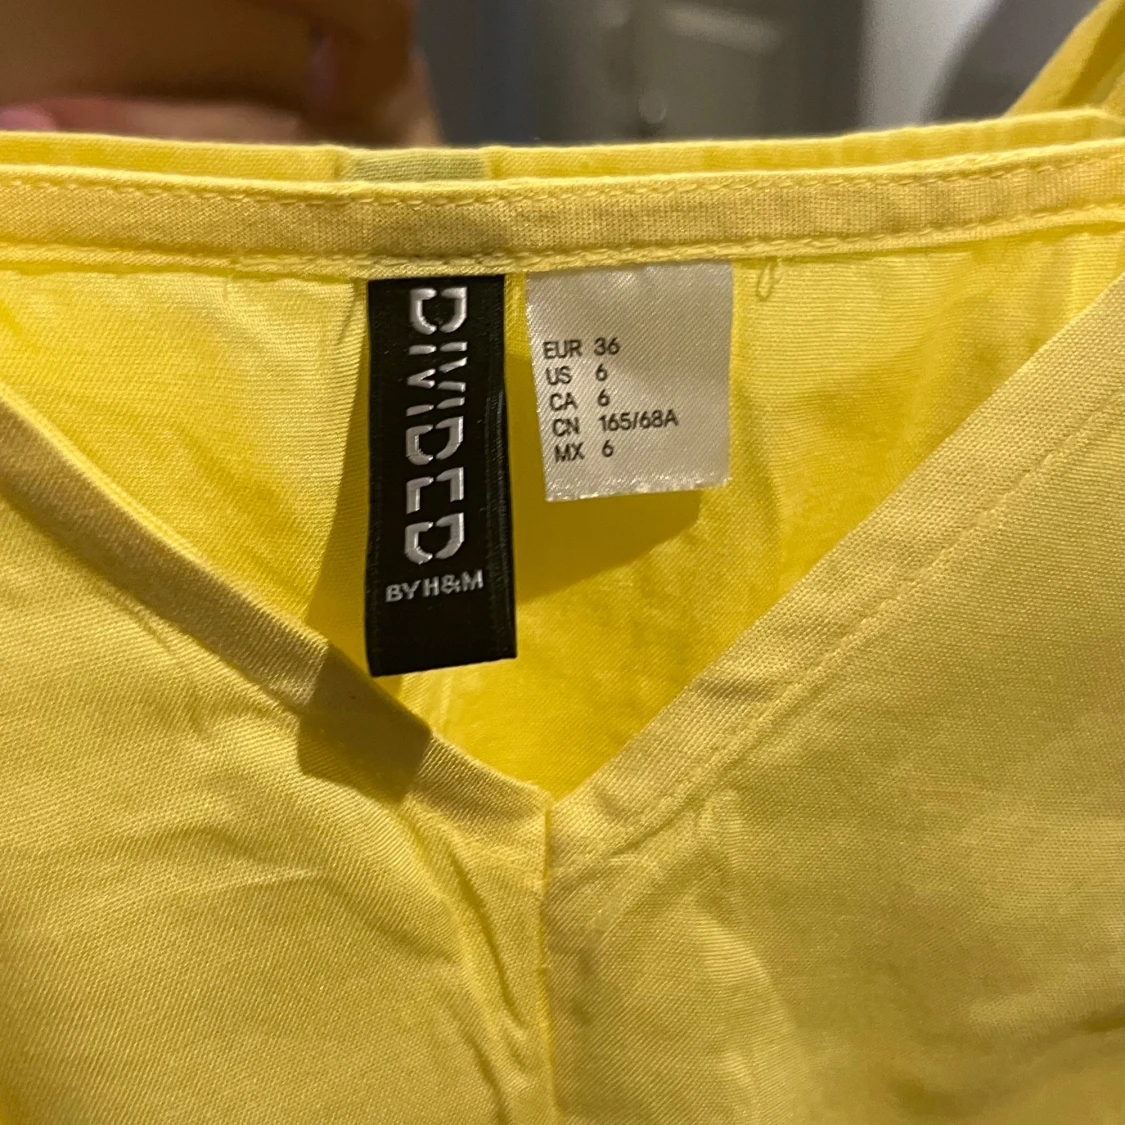 DIVIDED
BY H&M
EUR 36
US 6
CA 6
CN 165/68A
MX 6